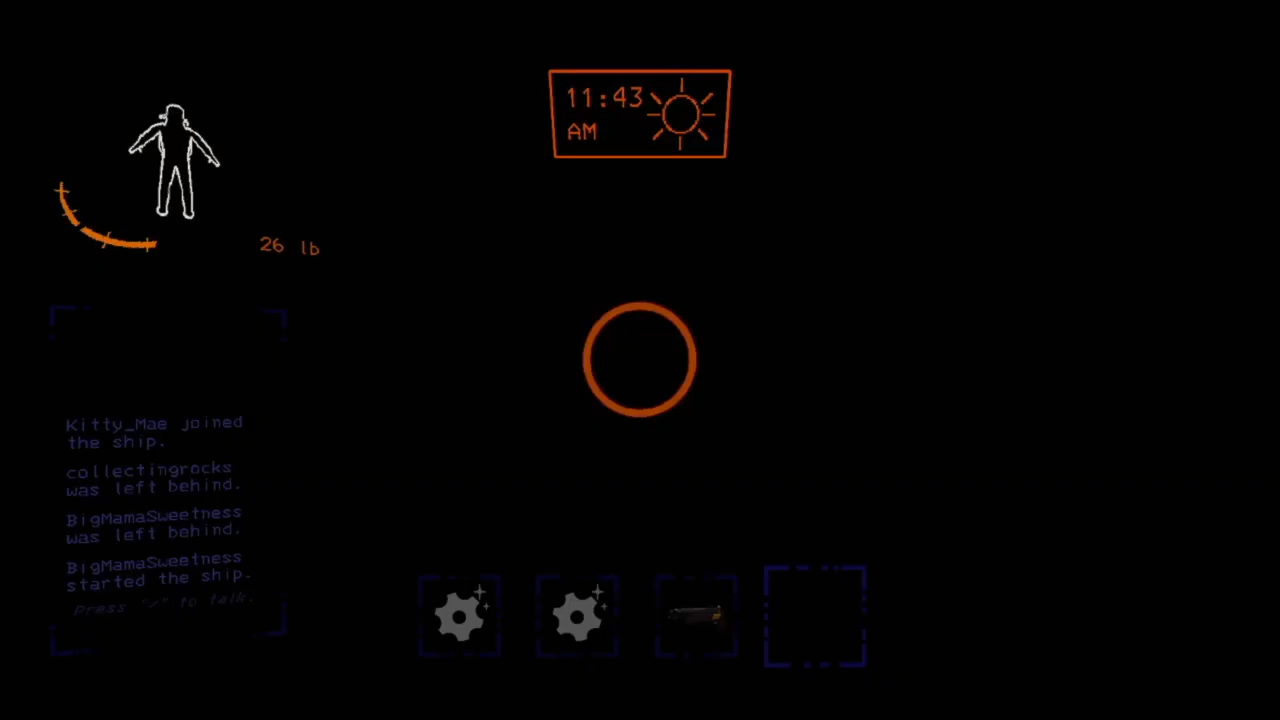 11:43
AM
26 lb
Kitty_Mae joined
the ship.
collectingrocks
was left behind.
BigMamaSweetness
was left behind.
BigMamaSweetness
started the ship.
Press "/" to talk.